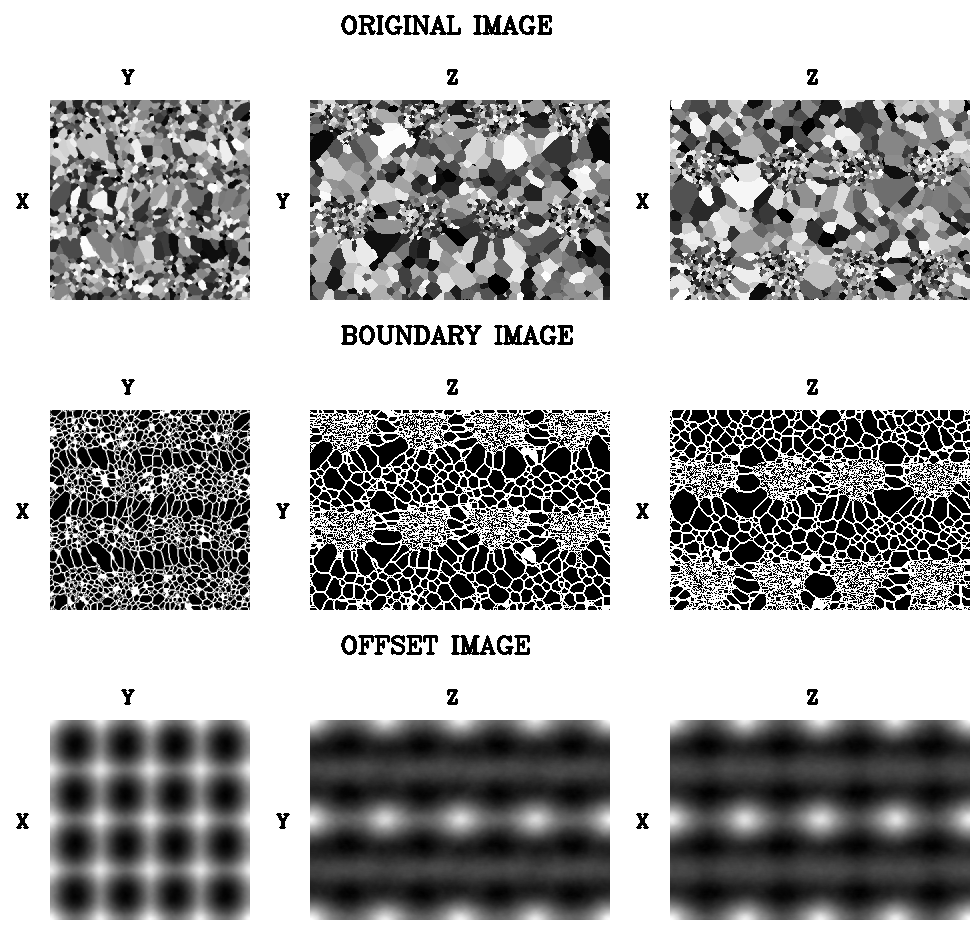 ORIGINAL IMAGE
Y Z Z
X Y X
BOUNDARY IMAGE
Y Z Z
X Y X
OFFSET IMAGE
Y Z Z
X Y X